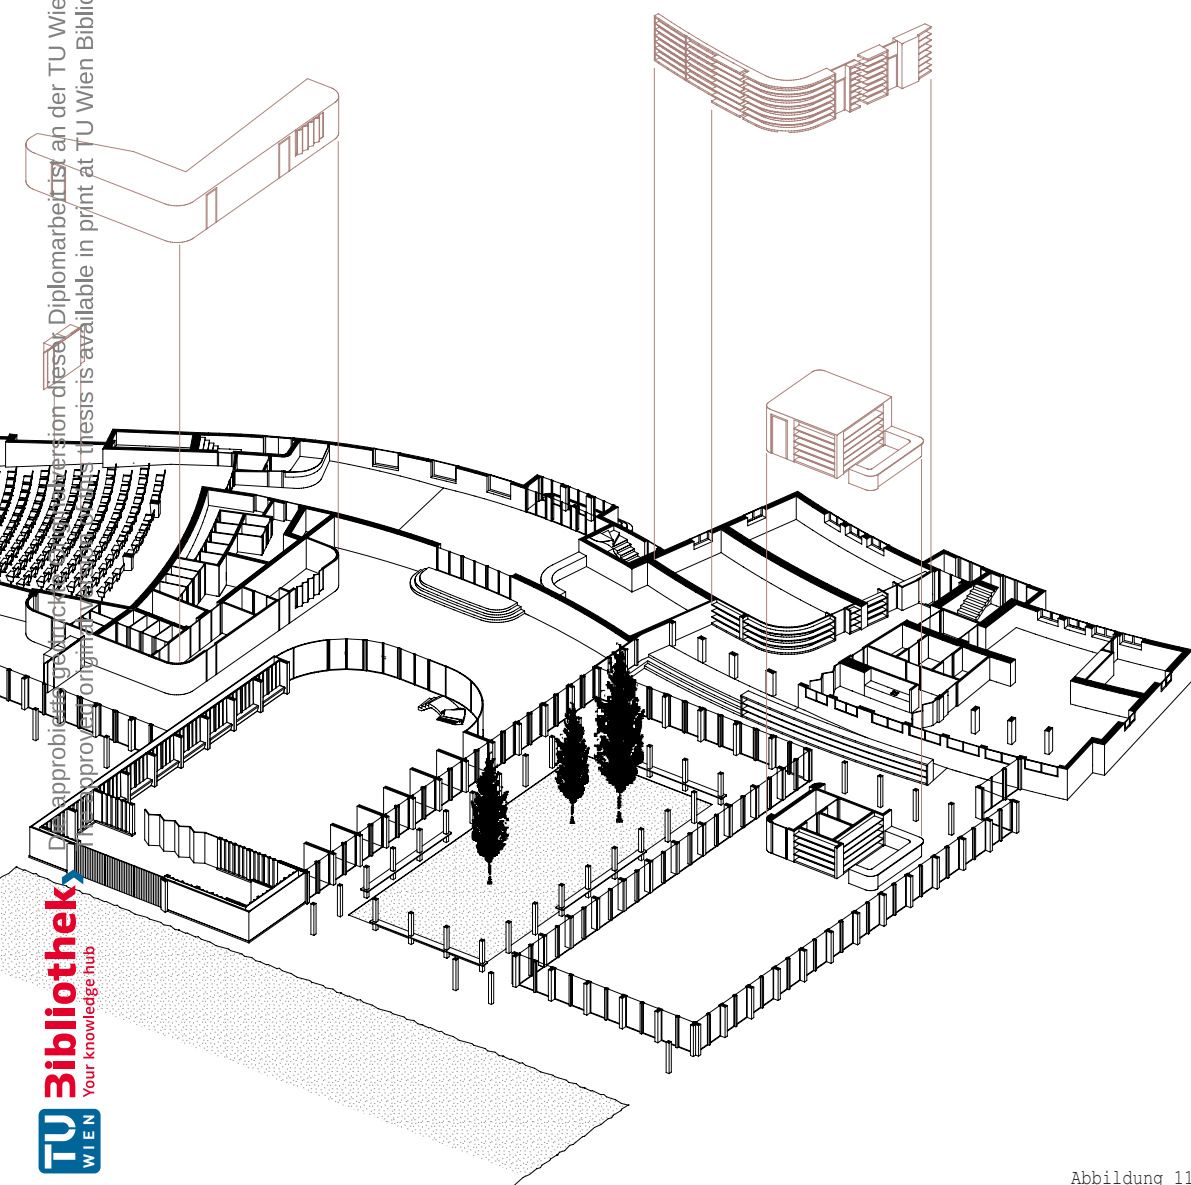 Die approbierte gedruckte Originalversion dieser Diplomarbeit ist an der TU Wie
The approved original version of this thesis is available in print at TU Wien Biblio
TU Bibliothek
WIEN Your knowledge hub
Abbildung 11